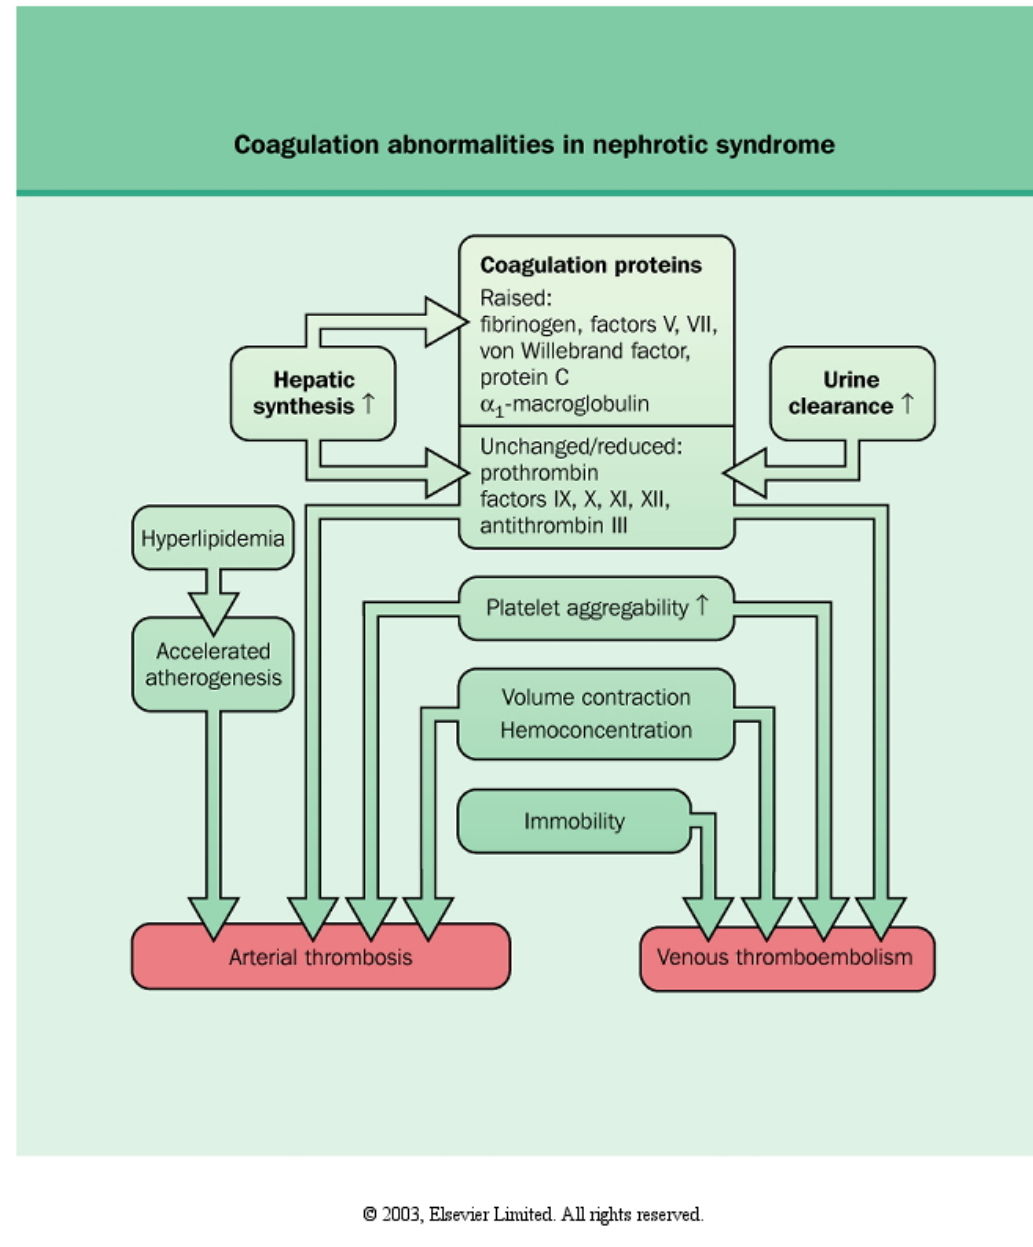 Coagulation abnormalities in nephrotic syndrome
Coagulation proteins
Raised:
fibrinogen, factors V, VII,
von Willebrand factor,
protein C
α₁-macroglobulin
Hepatic
synthesis ↑
Urine
clearance ↑
Unchanged/reduced:
prothrombin
factors IX, X, XI, XII,
antithrombin III
Hyperlipidemia
Platelet aggregability ↑
Accelerated
atherogenesis
Volume contraction
Hemoconcentration
Immobility
Arterial thrombosis
Venous thromboembolism
© 2003, Elsevier Limited. All rights reserved.